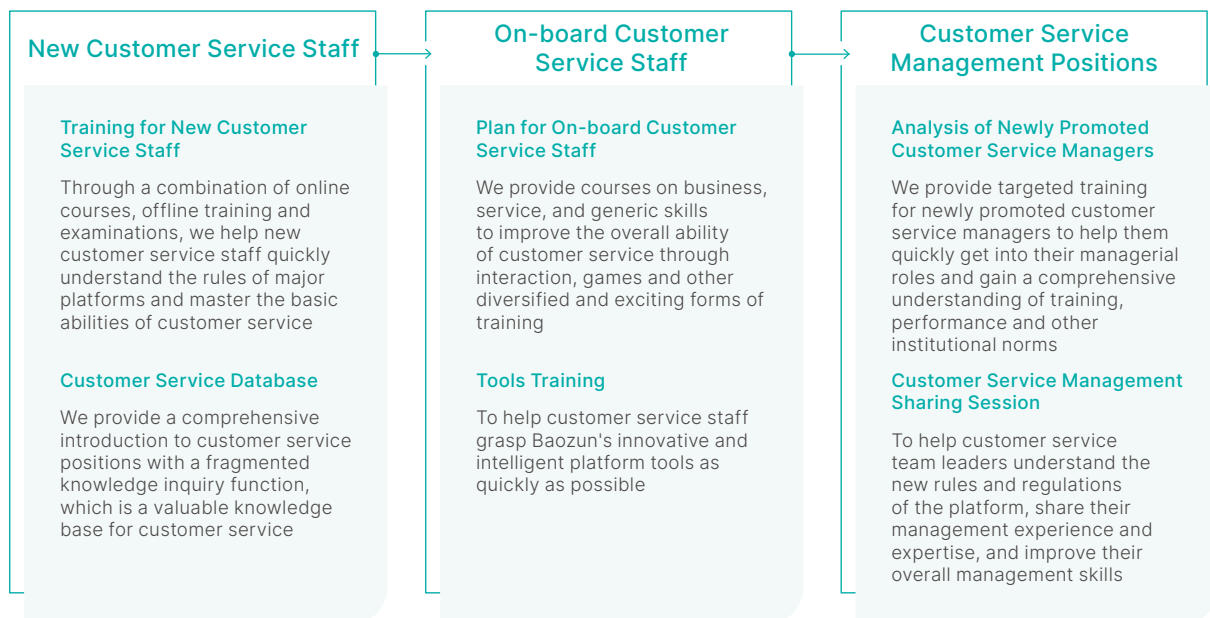 New Customer Service Staff
Training for New Customer
Service Staff
Through a combination of online
courses, offline training and
examinations, we help new
customer service staff quickly
understand the rules of major
platforms and master the basic
abilities of customer service
Customer Service Database
We provide a comprehensive
introduction to customer service
positions with a fragmented
knowledge inquiry function,
which is a valuable knowledge
base for customer service
On-board Customer
Service Staff
Plan for On-board Customer
Service Staff
We provide courses on business,
service, and generic skills
to improve the overall ability
of customer service through
interaction, games and other
diversified and exciting forms of
training
Tools Training
To help customer service staff
grasp Baozun's innovative and
intelligent platform tools as
quickly as possible
Customer Service
Management Positions
Analysis of Newly Promoted
Customer Service Managers
We provide targeted training
for newly promoted customer
service managers to help them
quickly get into their managerial
roles and gain a comprehensive
understanding of training,
performance and other
institutional norms
Customer Service Management
Sharing Session
To help customer service
team leaders understand the
new rules and regulations
of the platform, share their
management experience and
expertise, and improve their
overall management skills